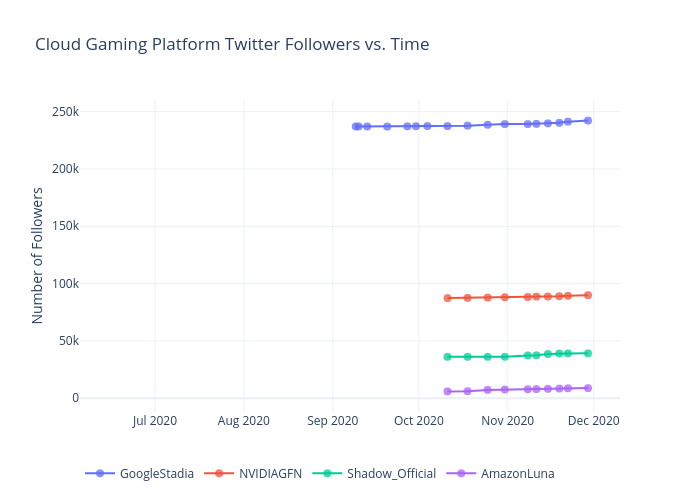 Cloud Gaming Platform Twitter Followers vs. Time
Number of Followers
250k
200k
150k
100k
50k
0
Jul 2020 Aug 2020 Sep 2020 Oct 2020 Nov 2020 Dec 2020
GoogleStadia NVIDIAGFN Shadow_Official AmazonLuna